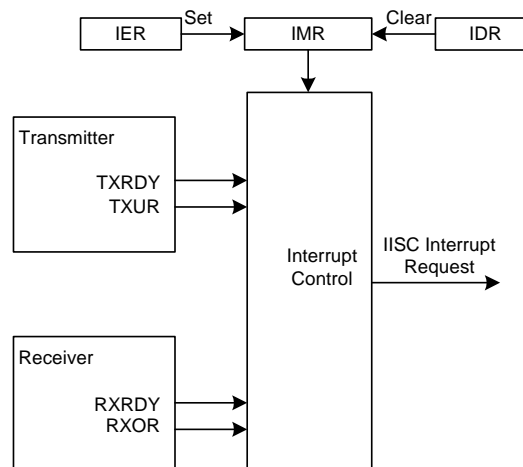 IER
Set
IMR
Clear
IDR
Transmitter
TXRDY
TXUR
Interrupt
Control
IISC Interrupt
Request
Receiver
RXRDY
RXOR